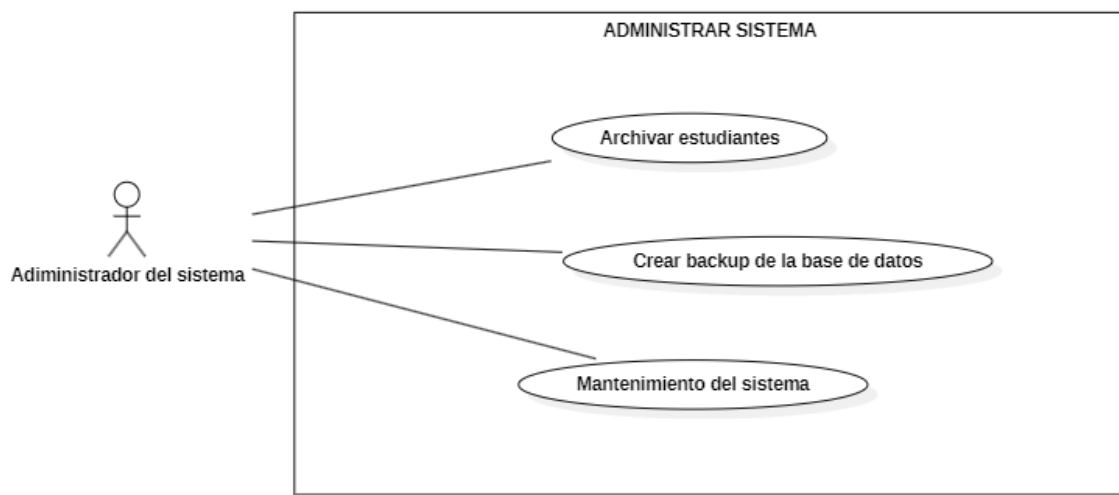 ADMINISTRAR SISTEMA
Archivar estudiantes
Adiministrador del sistema
Crear backup de la base de datos
Mantenimiento del sistema